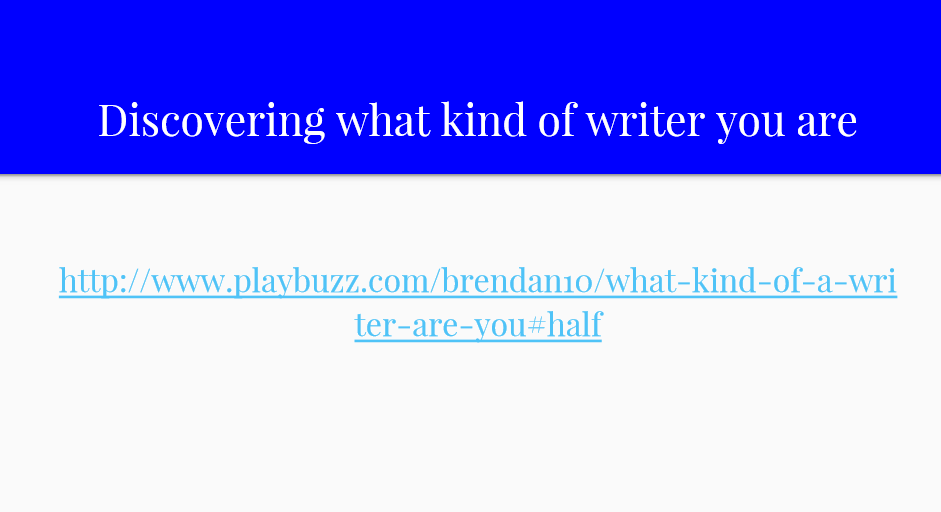 Discovering what kind of writer you are
http://www.playbuzz.com/brendan10/what-kind-of-a-wri
ter-are-you#half